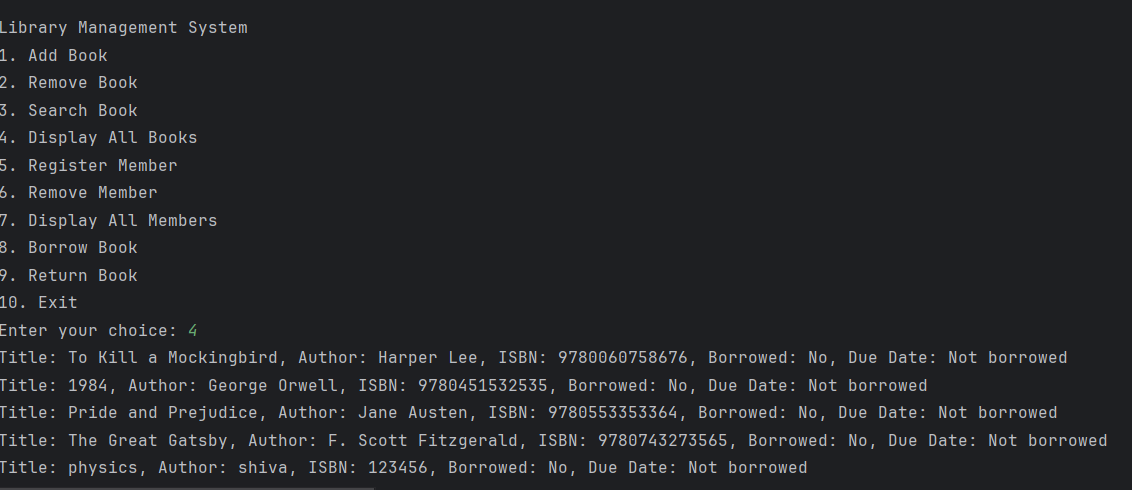 Library Management System
1. Add Book
2. Remove Book
3. Search Book
4. Display All Books
5. Register Member
6. Remove Member
7. Display All Members
8. Borrow Book
9. Return Book
10. Exit
Enter your choice: 4
Title: To Kill a Mockingbird, Author: Harper Lee, ISBN: 9780060758676, Borrowed: No, Due Date: Not borrowed
Title: 1984, Author: George Orwell, ISBN: 9780451532535, Borrowed: No, Due Date: Not borrowed
Title: Pride and Prejudice, Author: Jane Austen, ISBN: 9780553353364, Borrowed: No, Due Date: Not borrowed
Title: The Great Gatsby, Author: F. Scott Fitzgerald, ISBN: 9780743273565, Borrowed: No, Due Date: Not borrowed
Title: physics, Author: shiva, ISBN: 123456, Borrowed: No, Due Date: Not borrowed